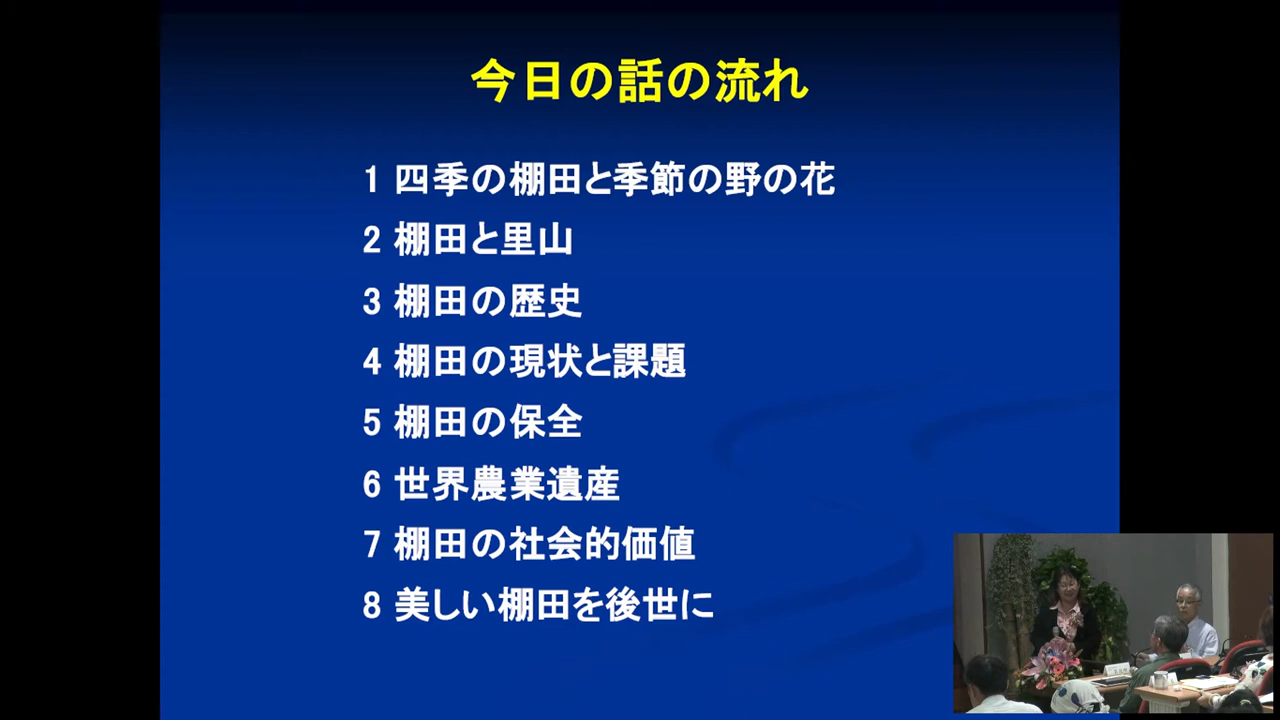 今日の話の流れ
1 四季の棚田と季節の野の花
2 棚田と里山
3 棚田の歴史
4 棚田の現状と課題
5 棚田の保全
6 世界農業遺産
7 棚田の社会的価値
8 美しい棚田を後世に